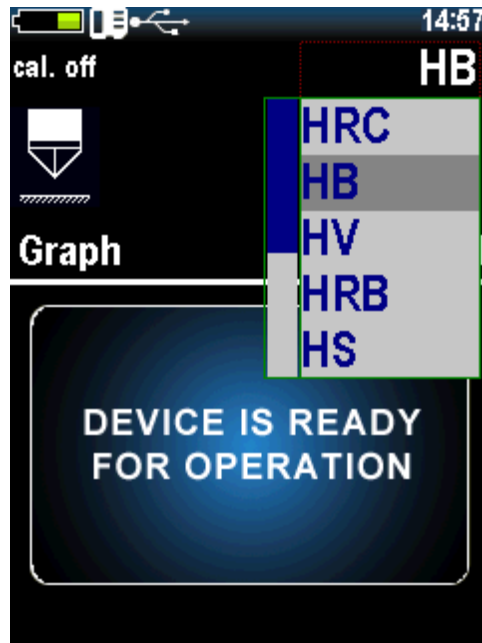 14:57
cal. off
HB
HRC
HB
HV
HRB
HS
Graph
DEVICE IS READY
FOR OPERATION